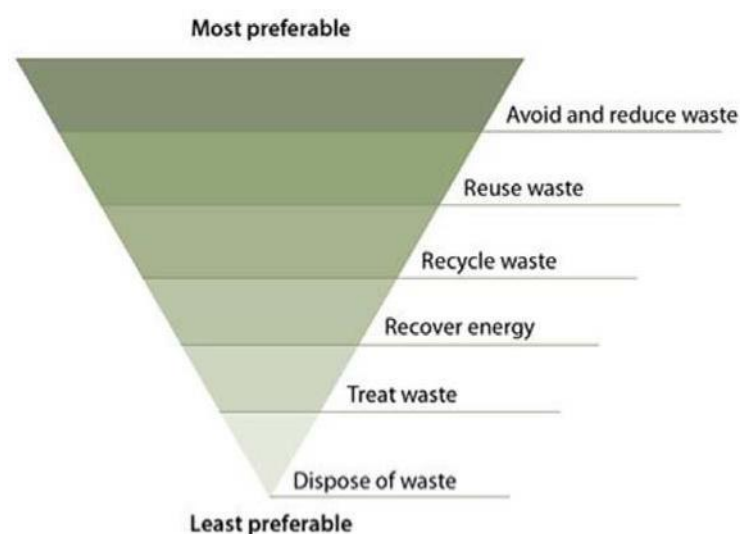 Most preferable
Avoid and reduce waste
Reuse waste
Recycle waste
Recover energy
Treat waste
Dispose of waste
Least preferable